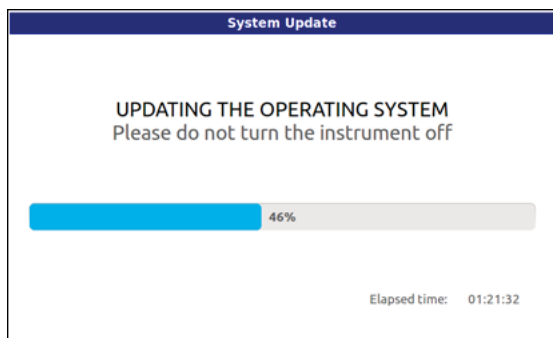 System Update
UPDATING THE OPERATING SYSTEM
Please do not turn the instrument off
46%
Elapsed time: 01:21:32